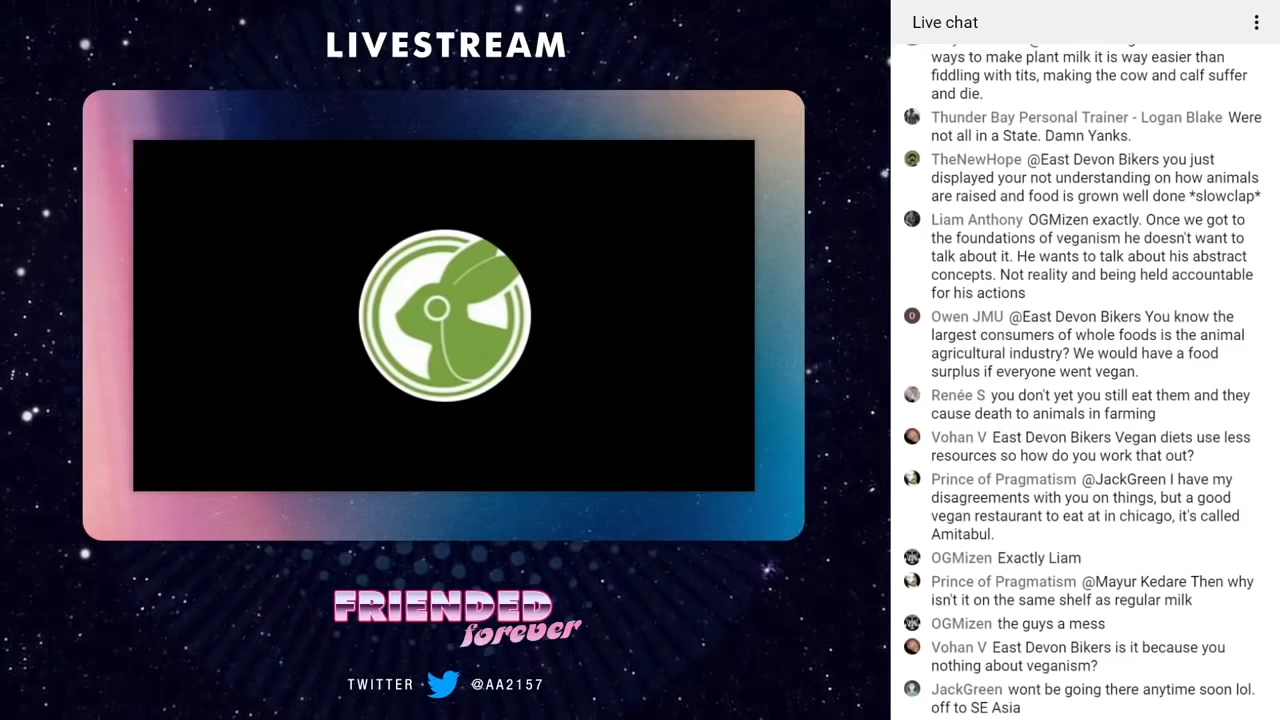 LIVESTREAM
FRIENDED
forever
TWITTER @AA2157
Live chat
ways to make plant milk it is way easier than
fiddling with tits, making the cow and calf suffer
and die.
Thunder Bay Personal Trainer - Logan Blake Were
not all in a State. Damn Yanks.
TheNewHope @East Devon Bikers you just
displayed your not understanding on how animals
are raised and food is grown well done *slowclap*
Liam Anthony OGMizen exactly. Once we got to
the foundations of veganism he doesn't want to
talk about it. He wants to talk about his abstract
concepts. Not reality and being held accountable
for his actions
Owen JMU @East Devon Bikers You know the
largest consumers of whole foods is the animal
agricultural industry? We would have a food
surplus if everyone went vegan.
Renée S you don't yet you still eat them and they
cause death to animals in farming
Vohan V East Devon Bikers Vegan diets use less
resources so how do you work that out?
Prince of Pragmatism @JackGreen I have my
disagreements with you on things, but a good
vegan restaurant to eat at in chicago, it's called
Amitabul.
OGMizen Exactly Liam
Prince of Pragmatism @Mayur Kedare Then why
isn't it on the same shelf as regular milk
OGMizen the guys a mess
Vohan V East Devon Bikers is it because you
nothing about veganism?
JackGreen wont be going there anytime soon lol.
off to SE Asia